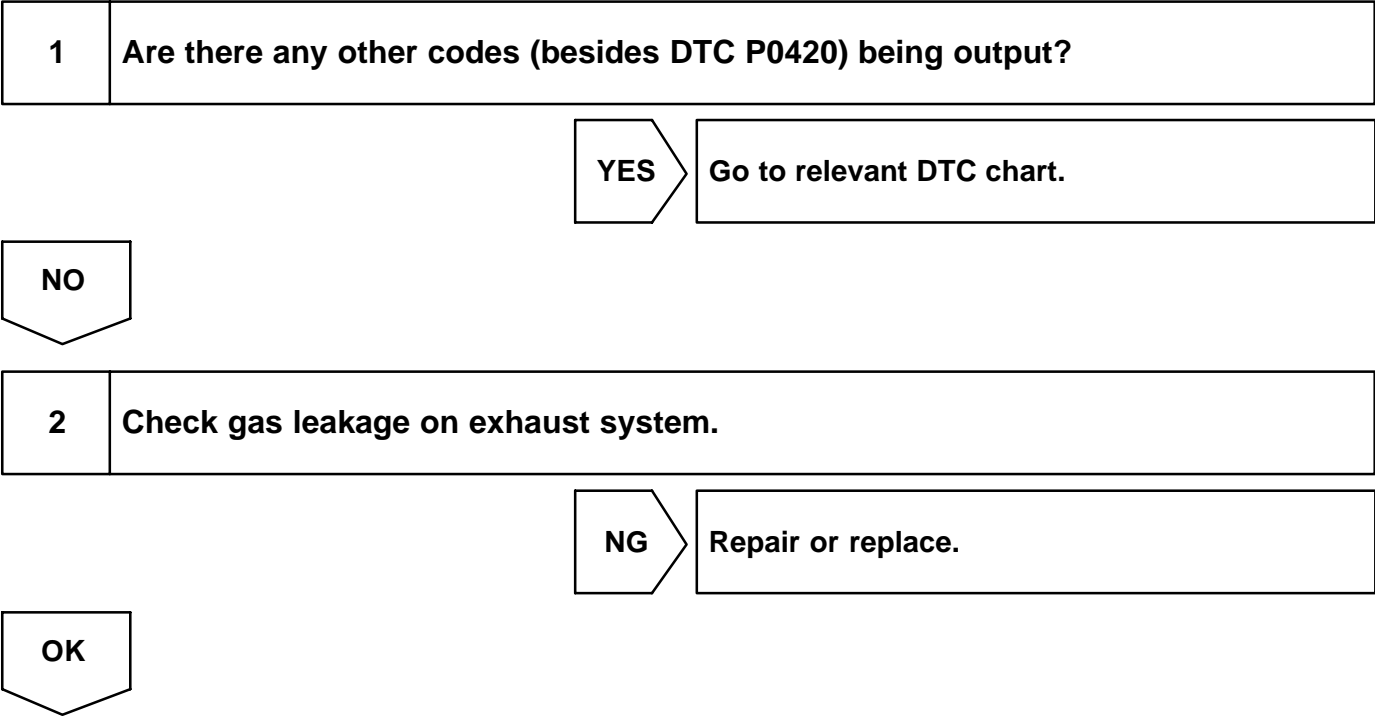 1 Are there any other codes (besides DTC P0420) being output?
YES Go to relevant DTC chart.
NO
2 Check gas leakage on exhaust system.
NG Repair or replace.
OK